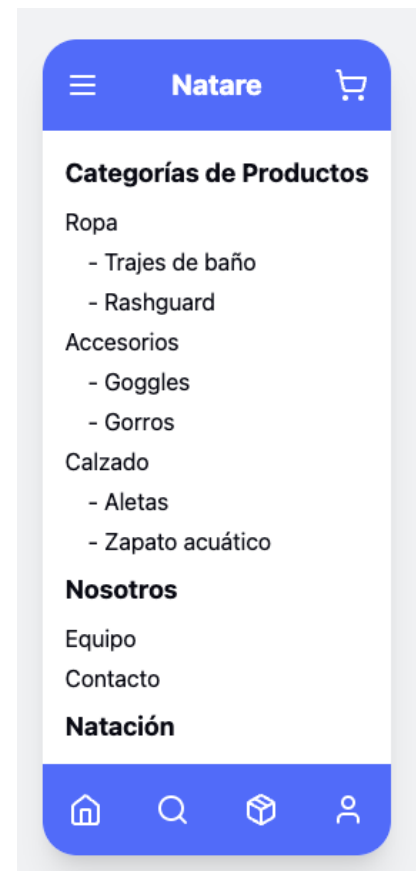 Natare
Categorías de Productos
Ropa
- Trajes de baño
- Rashguard
Accesorios
- Goggles
- Gorros
Calzado
- Aletas
- Zapato acuático
Nosotros
Equipo
Contacto
Natación